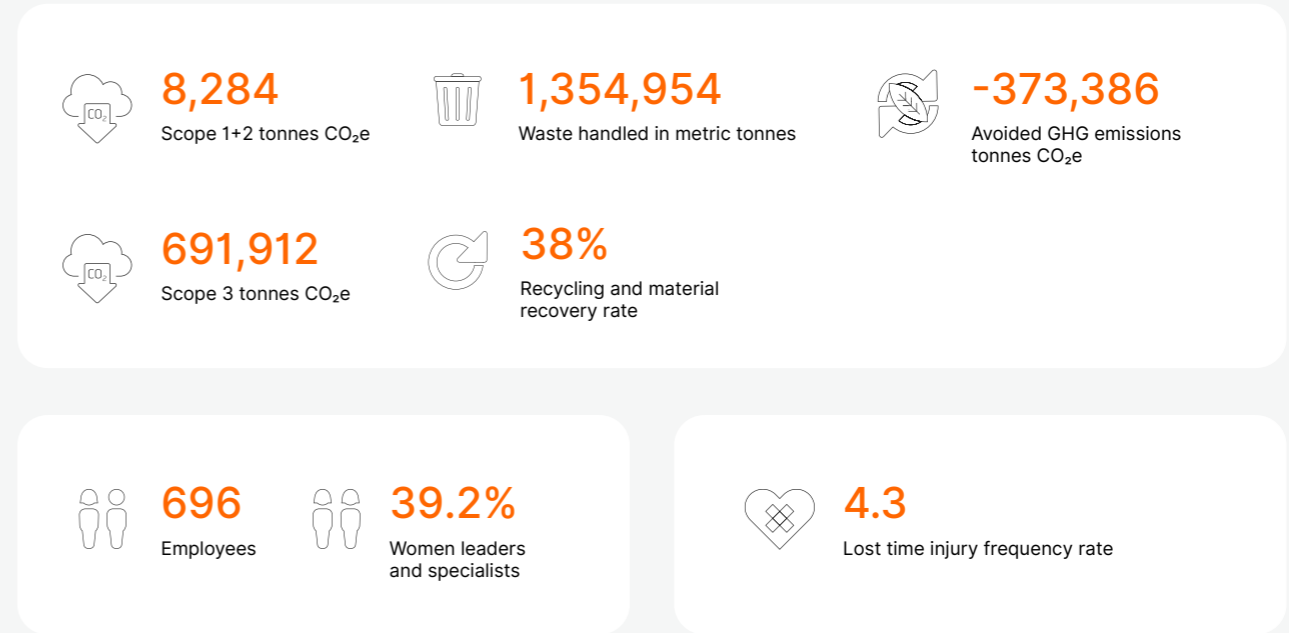 8,284
Scope 1+2 tonnes CO₂e
1,354,954
Waste handled in metric tonnes
-373,386
Avoided GHG emissions
tonnes CO₂e
691,912
Scope 3 tonnes CO₂e
38%
Recycling and material
recovery rate
696
Employees
39.2%
Women leaders
and specialists
4.3
Lost time injury frequency rate
CO₂
CO₂